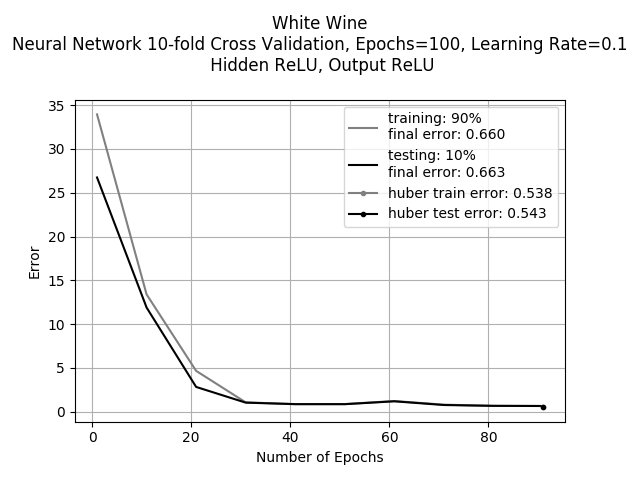 White Wine
Neural Network 10-fold Cross Validation, Epochs=100, Learning Rate=0.1
Hidden ReLU, Output ReLU
35
30
25
20
15
10
5
0
Error
training: 90%
final error: 0.660
testing: 10%
final error: 0.663
huber train error: 0.538
huber test error: 0.543
0
20
40
60
80
Number of Epochs